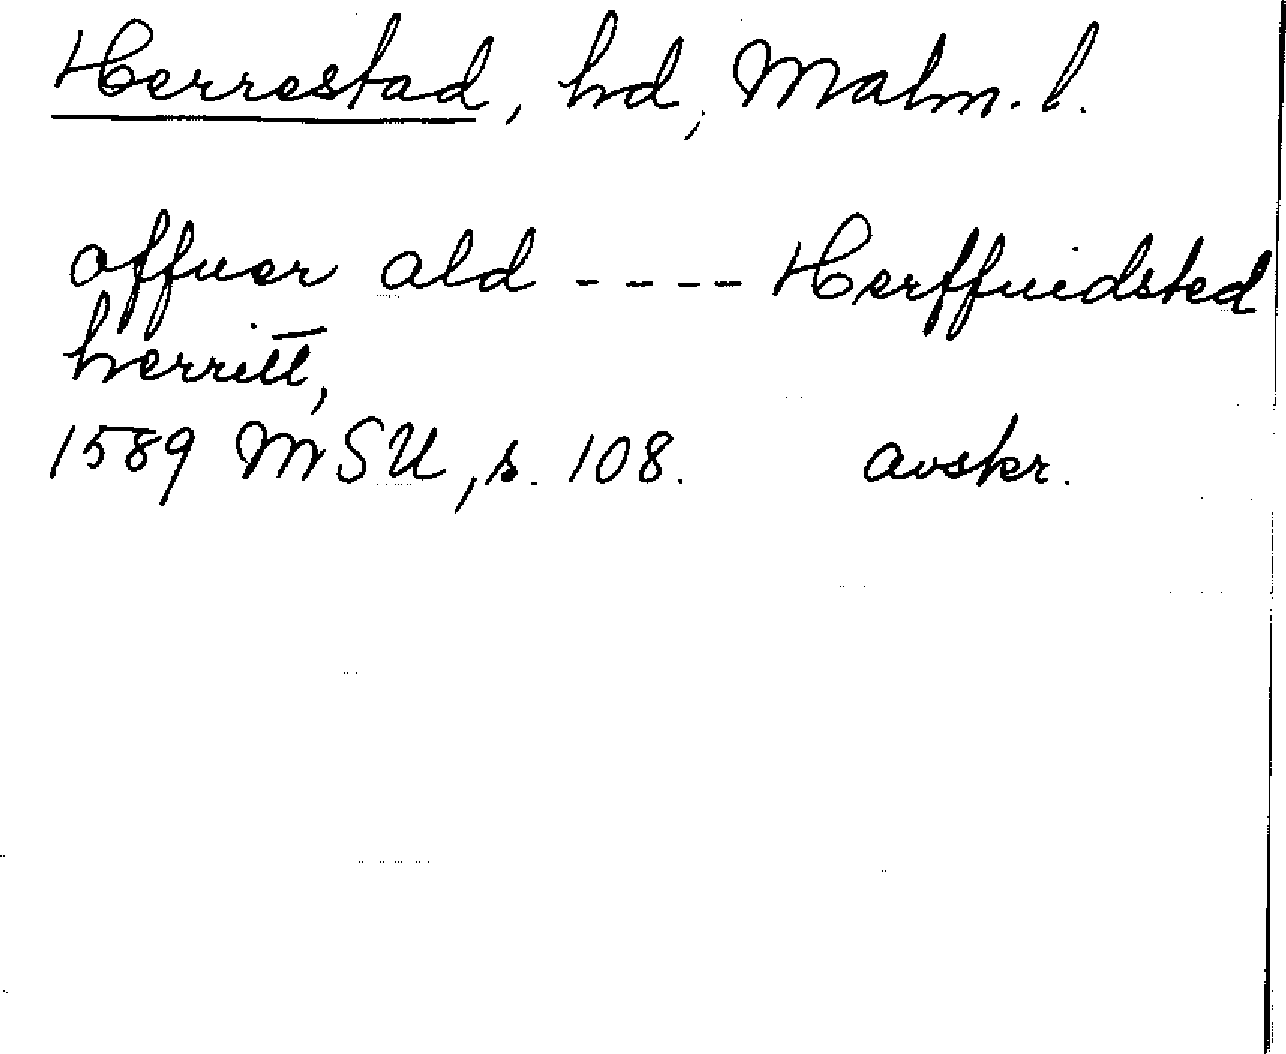 Herrestad, hd, Malm. l.
offuer ald ---- Herffuidsted
herritt,
1589 MSU, s. 108. avskr.